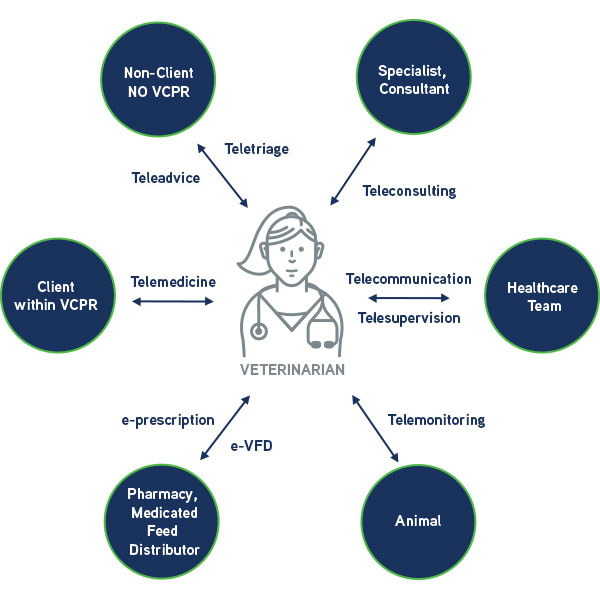 Non-Client
NO VCPR
Specialist,
Consultant
Teletriage
Teleadvice
Teleconsulting
Client
within VCPR
Telemedicine
Telecommunication
Telesupervision
Healthcare
Team
VETERINARIAN
e-prescription
e-VFD
Telemonitoring
Pharmacy,
Medicated
Feed
Distributor
Animal